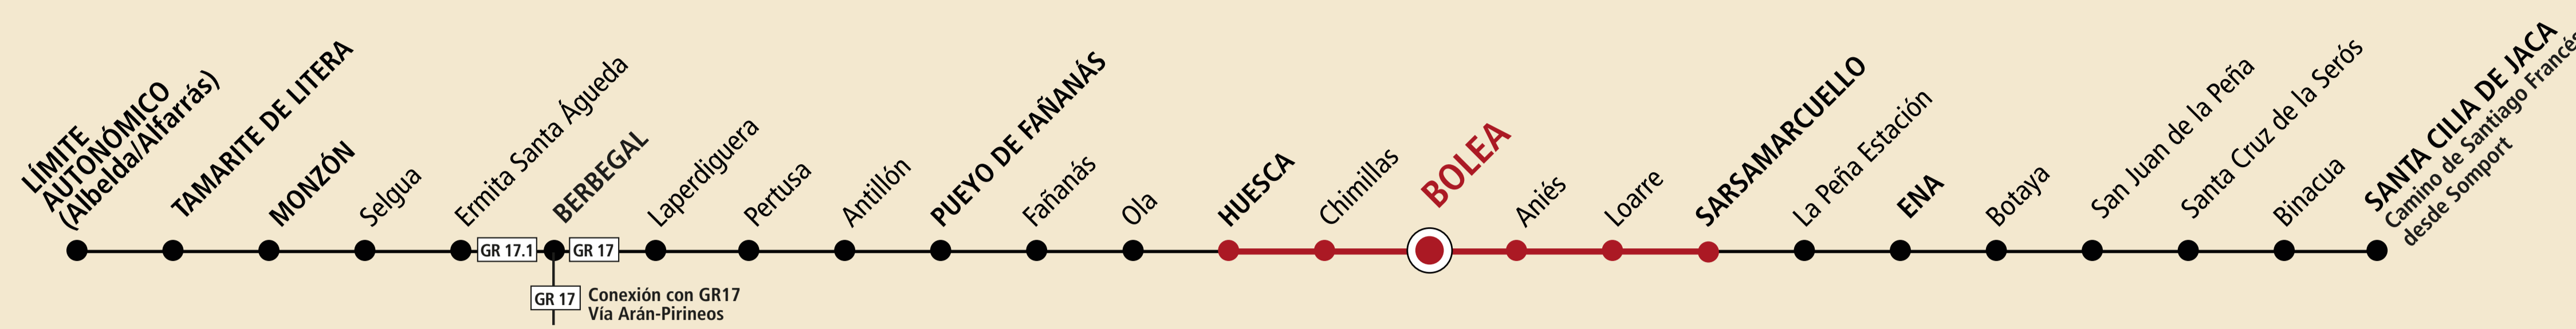 LÍMITE
AUTONÓMICO
(Albelda/Alfarrás)
TAMARITE DE LITERA
MONZÓN
Selgua
Ermita Santa Águeda
GR 17.1
BERBEGAL
GR 17
Laperdiguera
Pertusa
Antillón
PUEYO DE FAÑANÁS
Fañanás
Ola
HUESCA
Chimillas
BOLEA
Aniés
Loarre
SARSAMARCUELLO
La Peña Estación
ENA
Botaya
San Juan de la Peña
Santa Cruz de la Serós
Binacua
SANTA CILIA DE JACA
Camino de Santiago Francés
desde Somport
GR 17
Conexión con GR17
Vía Arán-Pirineos